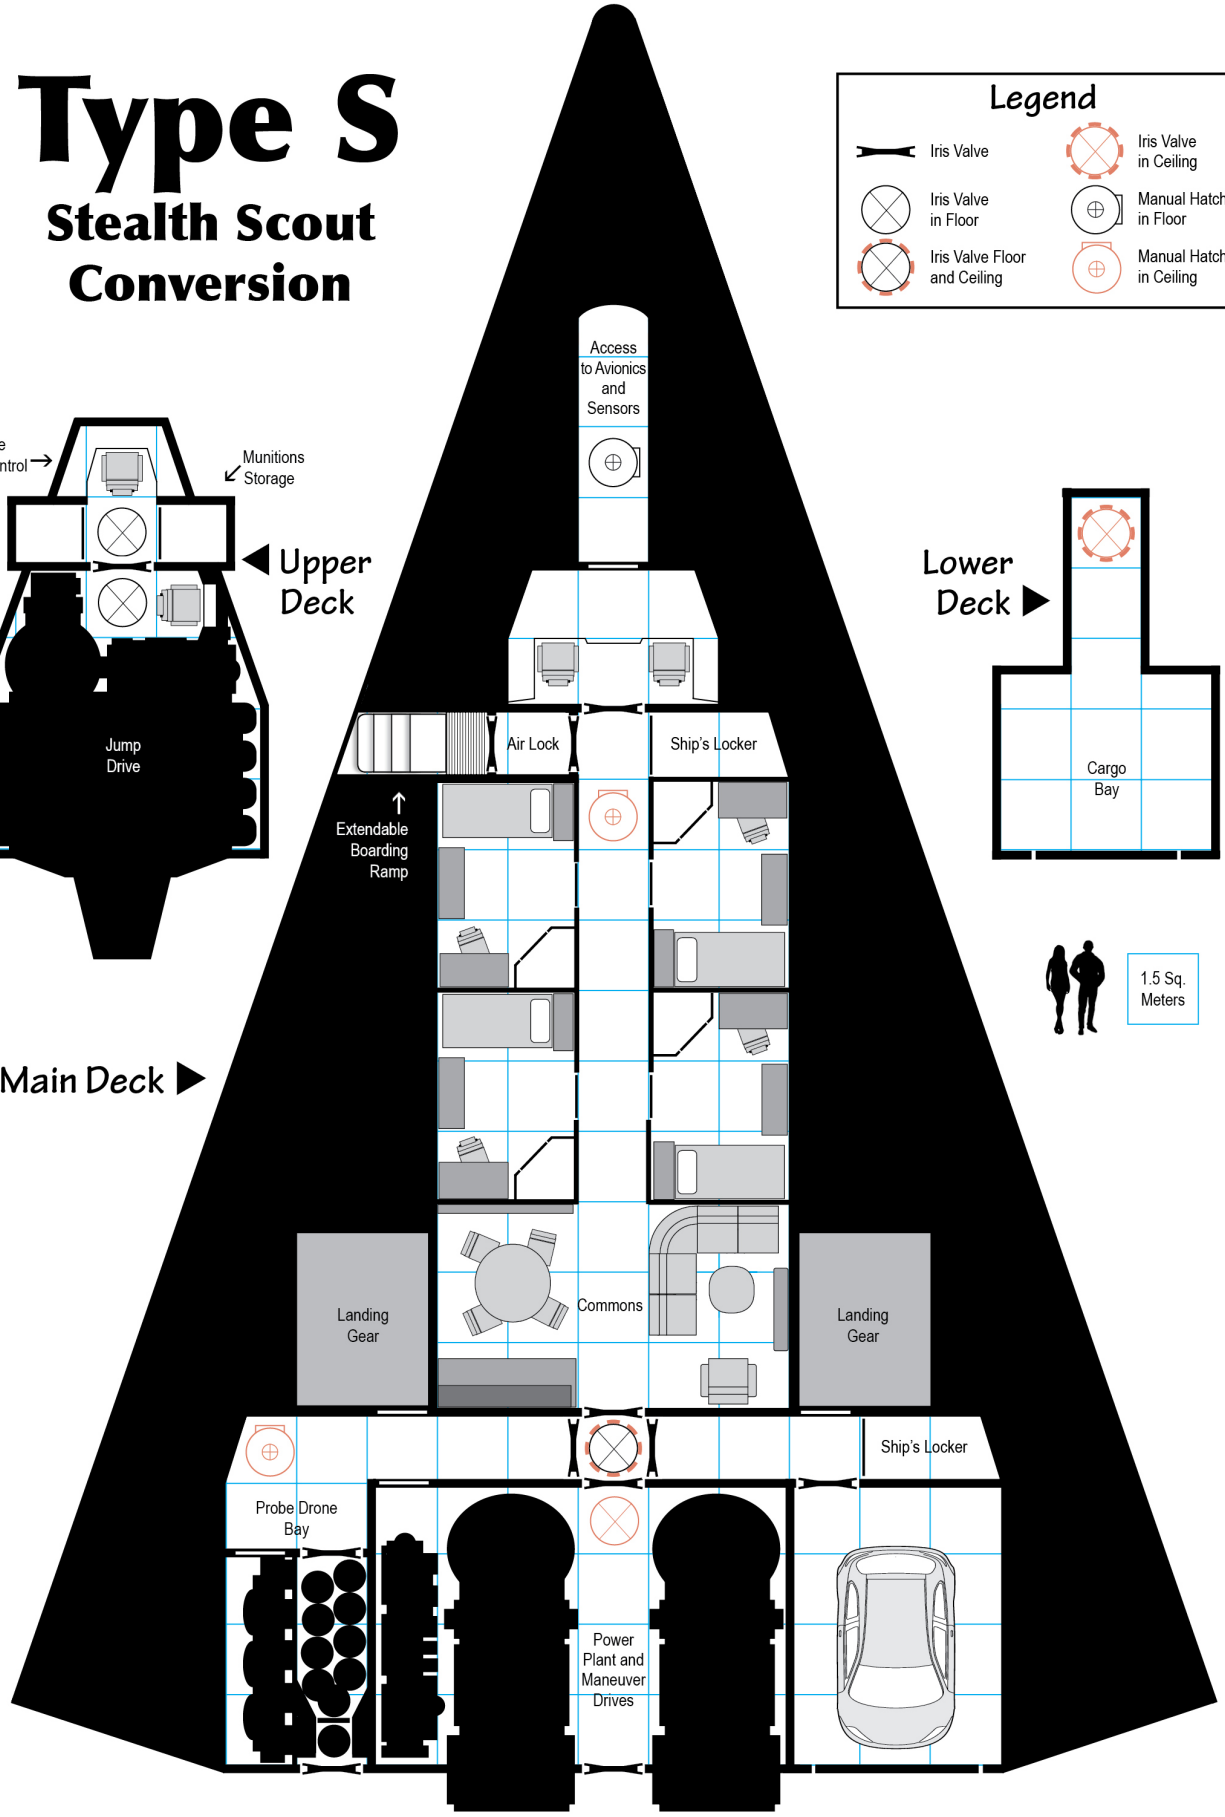 Type S
Stealth Scout
Conversion
Legend
Iris Valve
Iris Valve
in Ceiling
Iris Valve
in Floor
Manual Hatch
in Floor
Iris Valve Floor
and Ceiling
Manual Hatch
in Ceiling
Access
to Avionics
and
Sensors
Munitions
Storage
Upper
Deck
Lower
Deck
Jump
Drive
Air Lock
Ship's Locker
Cargo
Bay
Extendable
Boarding
Ramp
1.5 Sq.
Meters
Main Deck
Landing
Gear
Commons
Landing
Gear
Ship's Locker
Probe Drone
Bay
Power
Plant and
Maneuver
Drives